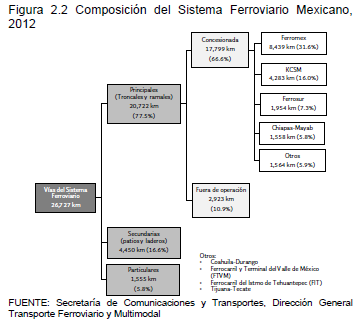 Figura 2.2 Composición del Sistema Ferroviario Mexicano,
2012
Vías del Sistema
Ferroviario
26,727 km
Principales
(Troncales y ramales)
20,722 km
(77.5%)
Secundarias
(patios y laderos)
4,450 km (16.6%)
Particulares
1,555 km
(5.8%)
Concesionada
17,799 km
(66.6%)
Fuera de operación
2,923 km
(10.9%)
Ferromex
8,439 km (31.6%)
KCSM
4,283 km (16.0%)
Ferrosur
1,954 km (7.3%)
Chiapas-Mayab
1,558 km (5.8%)
Otros
1,564 km (5.9%)
Otros:
• Coahuila-Durango
• Ferrocarril y Terminal del Valle de México
(FTVM)
• Ferrocarril del Istmo de Tehuantepec (FIT)
• Tijuana-Tecate
FUENTE: Secretaría de Comunicaciones y Transportes, Dirección General
Transporte Ferroviario y Multimodal